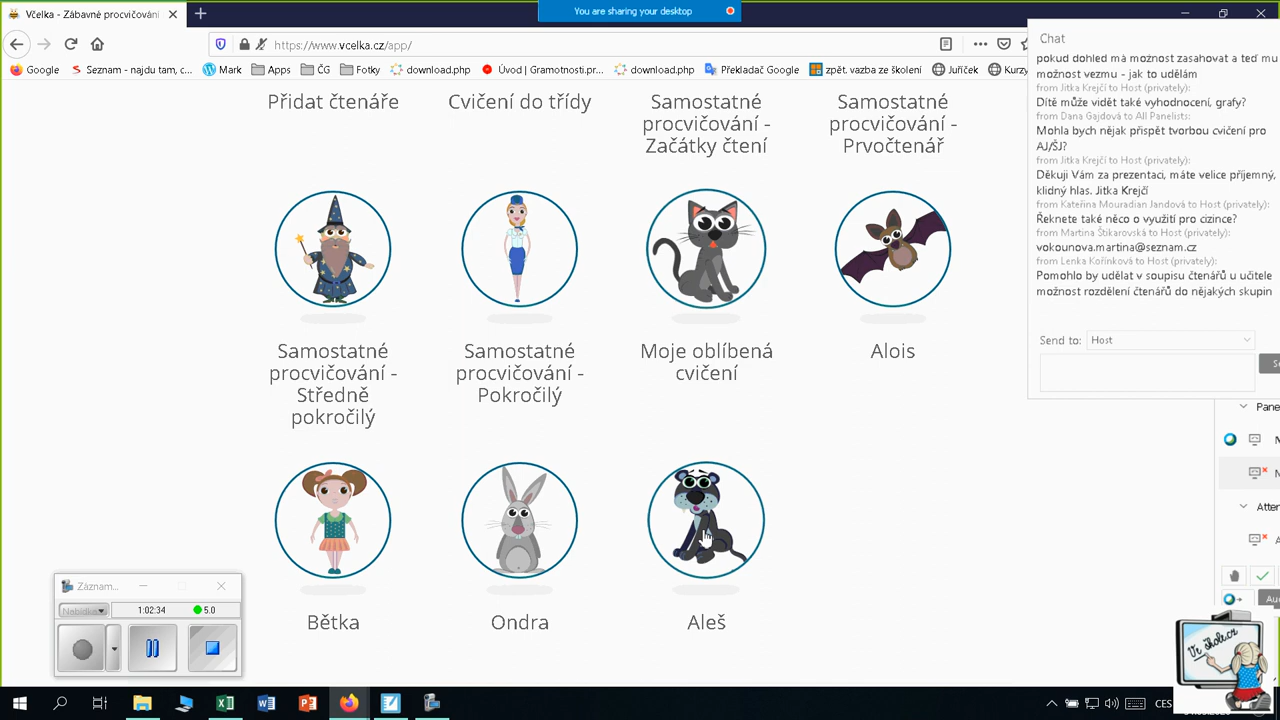 You are sharing your desktop
Včelka - Zábavné procvičování
https://www.vcelka.cz/app/
Google
Seznam - najdu tam, c...
Mark
Apps
ČG
Fotky
download.php
Úvod | Gramotnosti.pr...
download.php
Překladač Google
zpět. vazba ze školení
Juříček
Kurzy
Přidat čtenáře
Cvičení do třídy
Samostatné
procvičování -
Začátky čtení
Samostatné
procvičování -
Prvočtenář
Samostatné
procvičování -
Středně
pokročilý
Samostatné
procvičování -
Pokročilý
Moje oblíbená
cvičení
Alois
Bětka
Ondra
Aleš
Chat
pokud dohled má možnost zasahovat a teď mu
možnost vezmu - jak to udělám
from Jitka Krejčí to Host (privately):
Dítě může vidět také vyhodnocení, grafy?
from Dana Gajdová to All Panelists:
Mohla bych nějak přispět tvorbou cvičení pro
AJ/ŠJ?
from Jitka Krejčí to Host (privately):
Děkuji Vám za prezentaci, máte velice příjemný,
klidný hlas. Jitka Krejčí
from Kateřina Mouradian Jandová to Host (privately):
Řeknete také něco o využití pro cizince?
from Martina Štikarovská to Host (privately):
vokounova.martina@seznam.cz
from Lenka Kořínková to Host (privately):
Pomohlo by udělat v soupisu čtenářů u učitele
možnost rozdělení čtenářů do nějakých skupin
Send to:
Host
Pane
N
N
Atten
A
Au
Záznam...
Nabídka
1:02:34
5.0
Ve škole.cz
CES